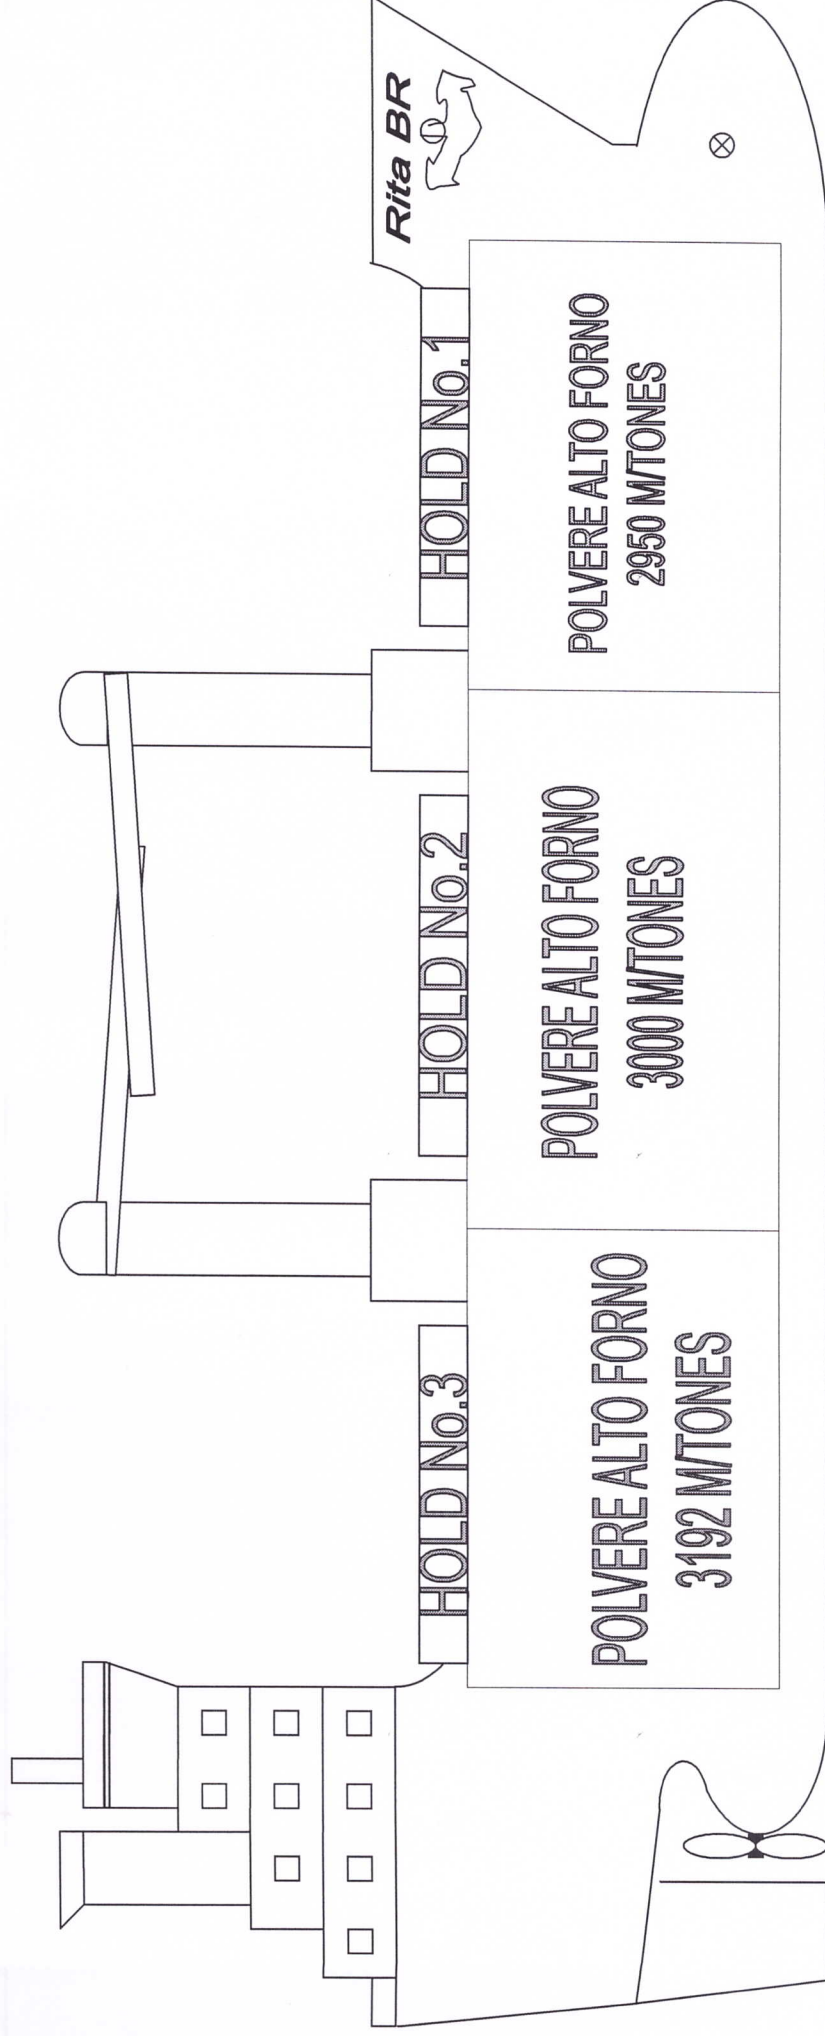 Rita BR
HOLD No.3
HOLD No.2
HOLD No.1
POLVERE ALTO FORNO
3192 M/TONES
POLVERE ALTO FORNO
3000 M/TONES
POLVERE ALTO FORNO
2950 M/TONES